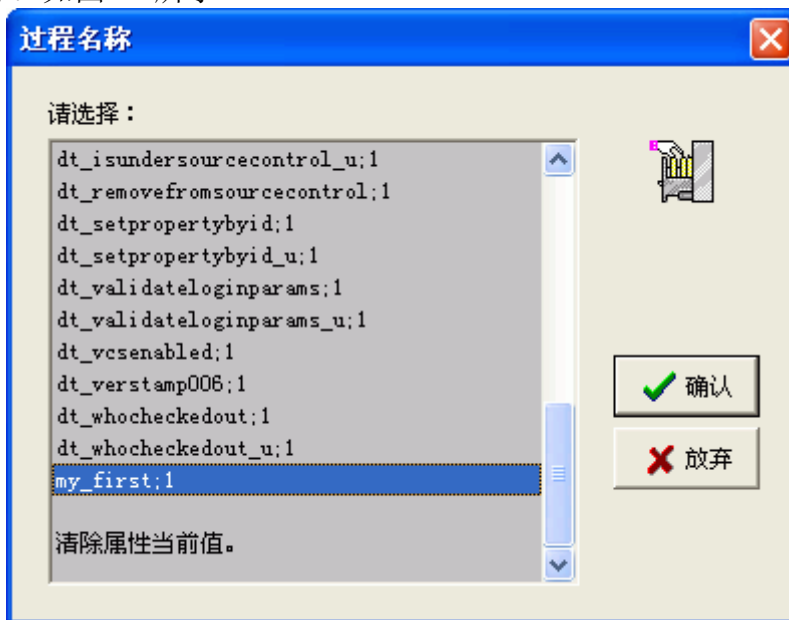 过程名称
请选择：
dt_isundersourcecontrol_u;1
dt_removefromsourcecontrol;1
dt_setpropertybyid;1
dt_setpropertybyid_u;1
dt_validateloginparams;1
dt_validateloginparams_u;1
dt_vcsenabled;1
dt_verstamp006;1
dt_whocheckedout;1
dt_whocheckedout_u;1
my_first;1
清除属性当前值。
确认
放弃